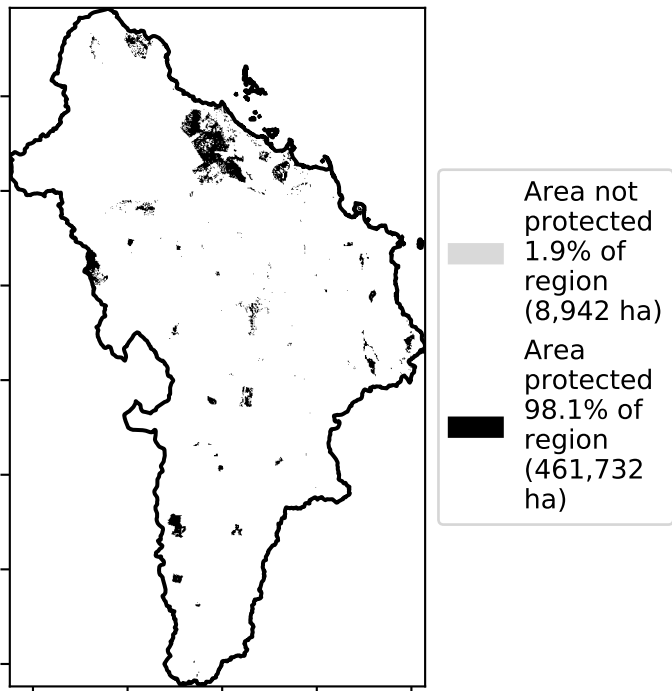 Area not
protected
1.9% of
region
(8,942 ha)
Area
protected
98.1% of
region
(461,732
ha)